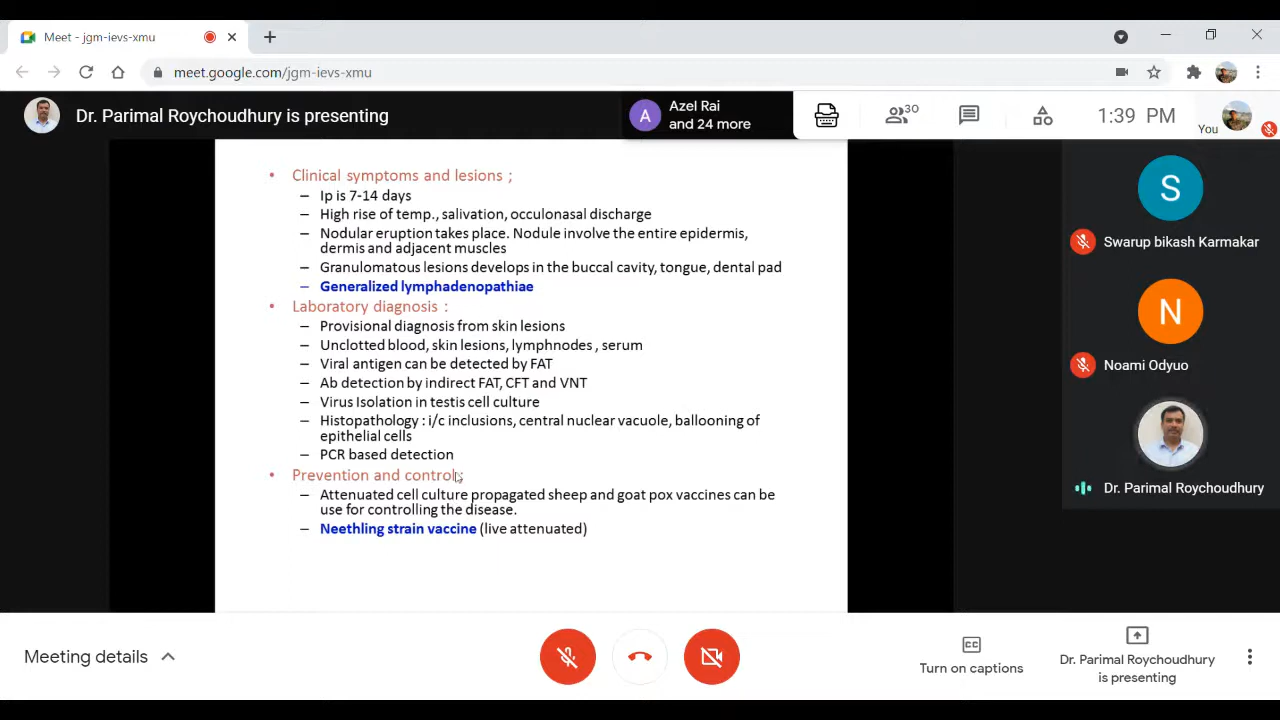 Meet - jgm-ievs-xmu
meet.google.com/jgm-ievs-xmu
Dr. Parimal Roychoudhury is presenting
A
Azel Rai
and 24 more
30
1:39 PM
You
• Clinical symptoms and lesions ;
– Ip is 7-14 days
– High rise of temp., salivation, occulonasal discharge
– Nodular eruption takes place. Nodule involve the entire epidermis,
dermis and adjacent muscles
– Granulomatous lesions develops in the buccal cavity, tongue, dental pad
– Generalized lymphadenopathiae
• Laboratory diagnosis :
– Provisional diagnosis from skin lesions
– Unclotted blood, skin lesions, lymphnodes , serum
– Viral antigen can be detected by FAT
– Ab detection by indirect FAT, CFT and VNT
– Virus Isolation in testis cell culture
– Histopathology : i/c inclusions, central nuclear vacuole, ballooning of
epithelial cells
– PCR based detection
• Prevention and control;
– Attenuated cell culture propagated sheep and goat pox vaccines can be
use for controlling the disease.
– Neethling strain vaccine (live attenuated)
S
Swarup bikash Karmakar
N
Noami Odyuo
Dr. Parimal Roychoudhury
Meeting details
CC
Turn on captions
Dr. Parimal Roychoudhury
is presenting